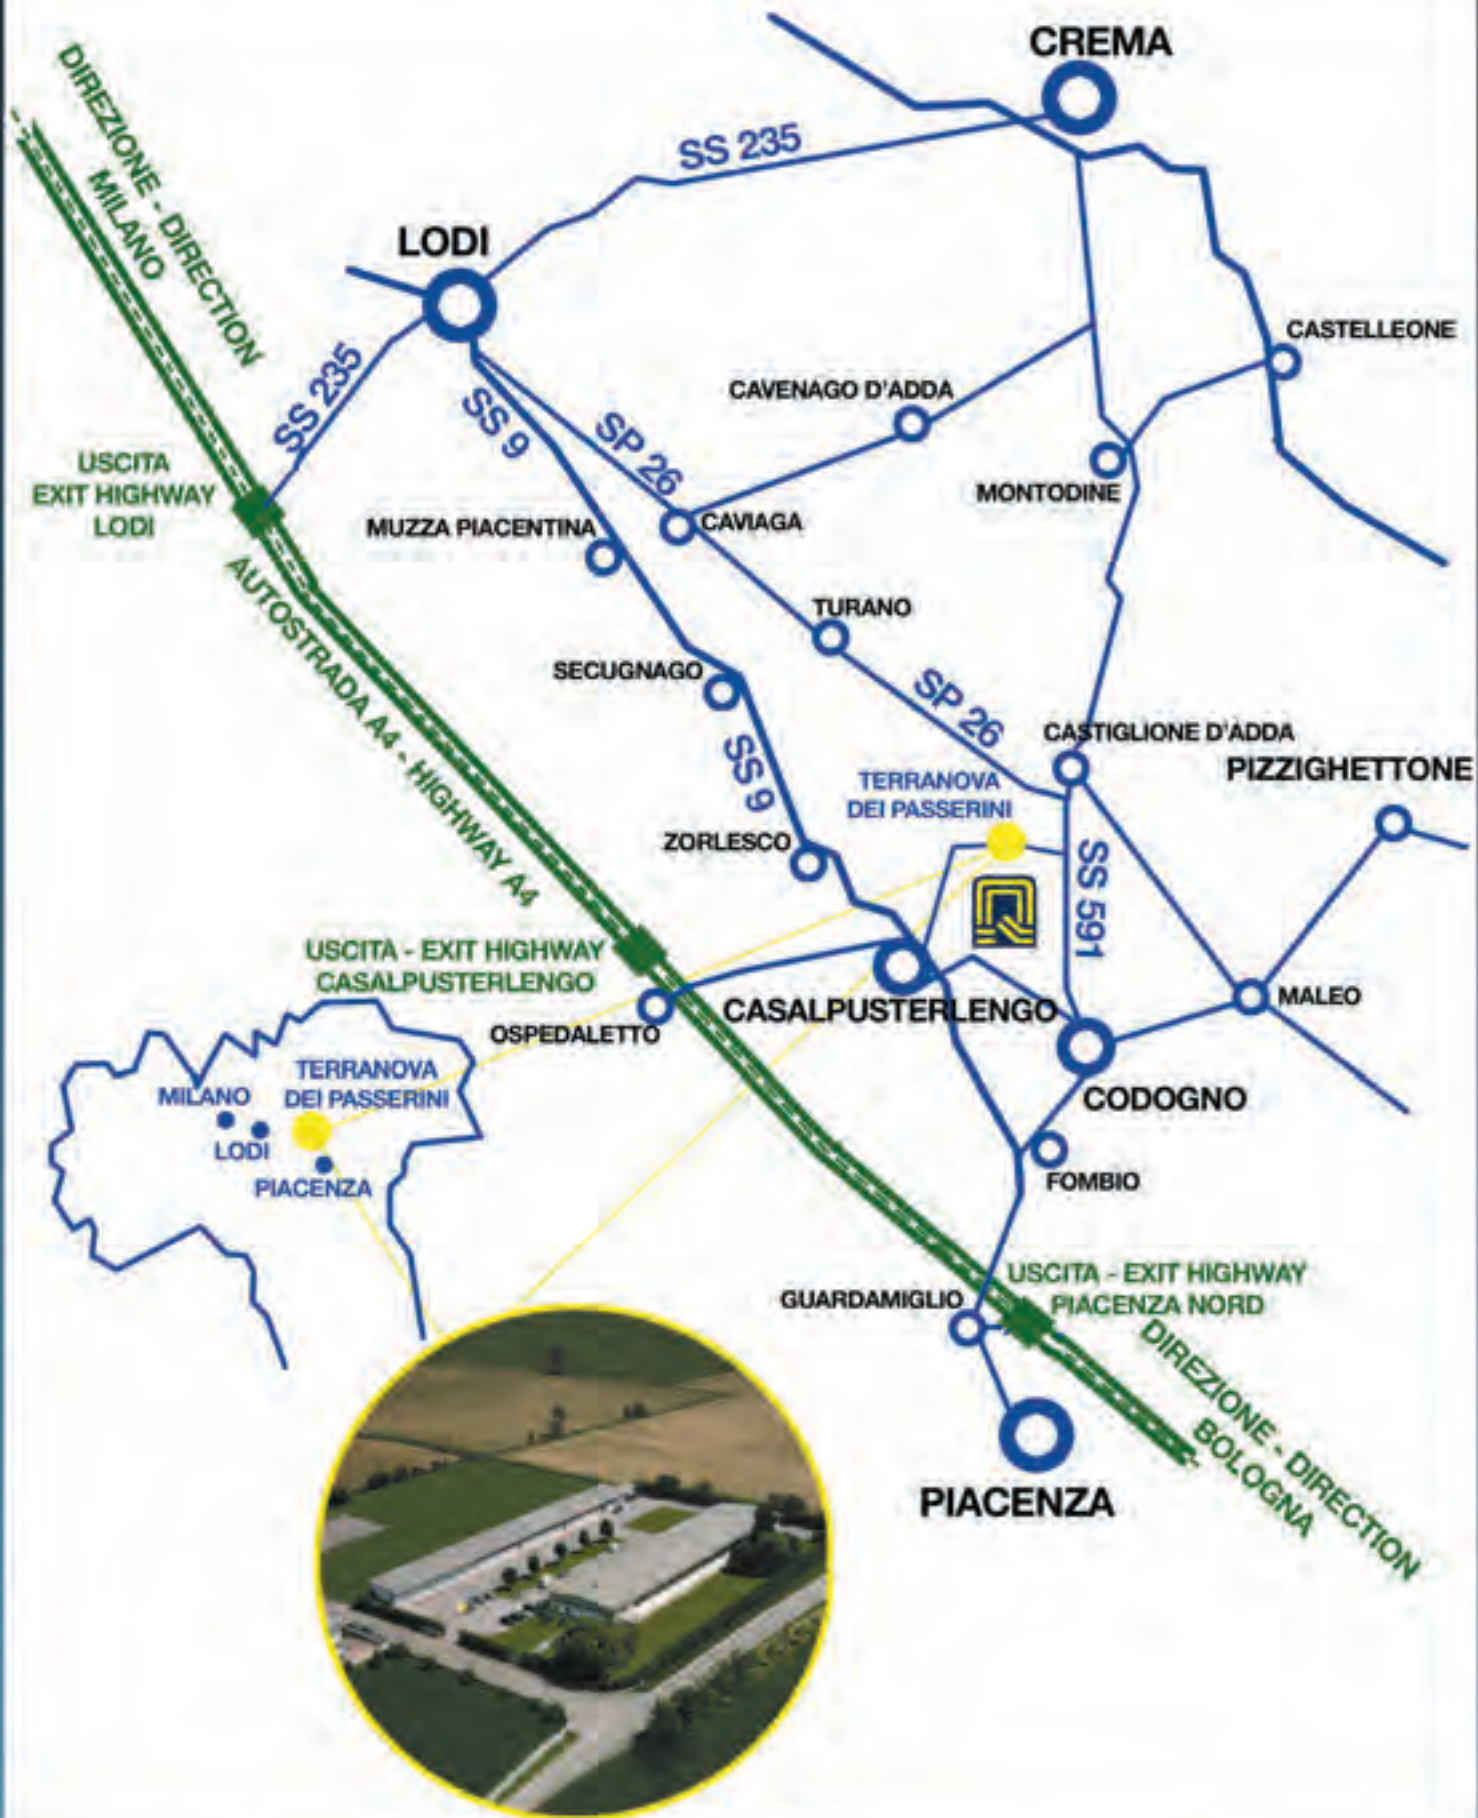 CREMA
DIREZIONE - DIRECTION
MILANO
SS 235
LODI
CASTELLEONE
SS 235
CAVENAGO D'ADDA
SS 9
SP 26
USCITA
EXIT HIGHWAY
LODI
MONTODINE
MUZZA PIACENTINA
CAVIAGA
AUTOSTRADA A4 - HIGHWAY A4
TURANO
SECUGNAGO
SP 26
CASTIGLIONE D'ADDA
SS 9
PIZZIGHETTONE
TERRANOVA
DEI PASSERINI
ZORLESCO
SS 591
USCITA - EXIT HIGHWAY
CASALPUSTERLENGO
MALEO
CASALPUSTERLENGO
OSPEDALETTO
TERRANOVA
DEI PASSERINI
MILANO
LODI
PIACENZA
CODOGNO
FOMBIO
USCITA - EXIT HIGHWAY
PIACENZA NORD
GUARDAMIGLIO
DIREZIONE - DIRECTION
BOLOGNA
PIACENZA